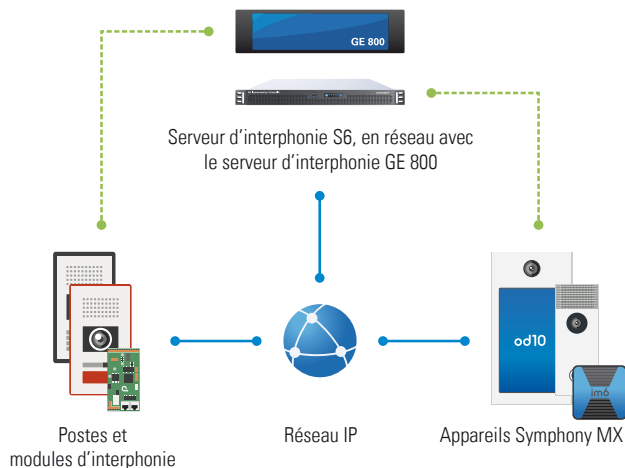 GE 800
Serveur d'interphonie S6, en réseau avec
le serveur d'interphonie GE 800
od10
im6
Postes et
modules d'interphonie
Réseau IP
Appareils Symphony MX